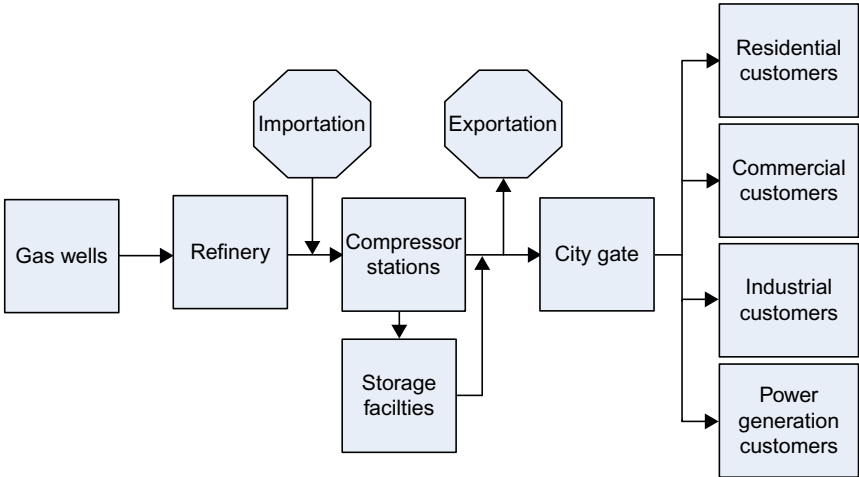 Residential
customers
Importation
Exportation
Commercial
customers
Gas wells
Refinery
Compressor
stations
City gate
Industrial
customers
Storage
facilties
Power
generation
customers